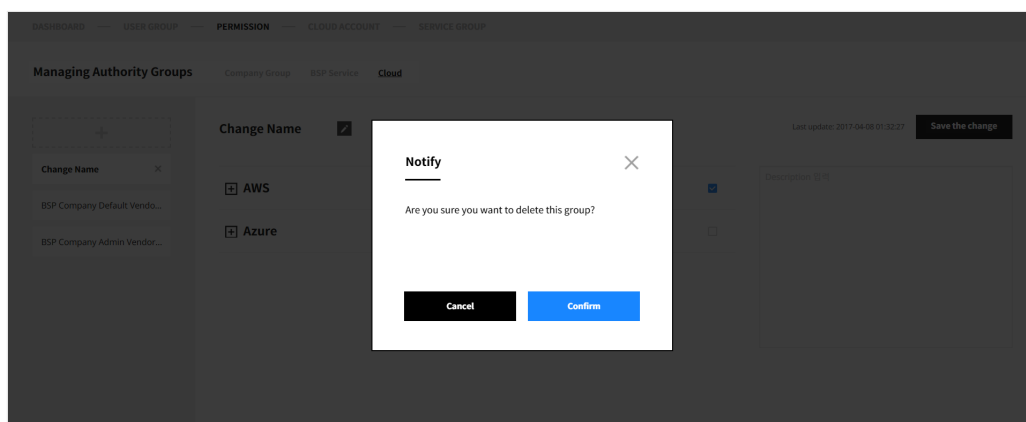 DASHBOARD USER GROUP PERMISSION CLOUD ACCOUNT SERVICE GROUP
Managing Authority Groups Company Group BSP Service Cloud
Change Name
Last update: 2017-04-08 01:32:27
Save the change
Change Name
BSP Company Default Vendo...
BSP Company Admin Vendor...
AWS
Azure
Notify
Are you sure you want to delete this group?
Cancel Confirm